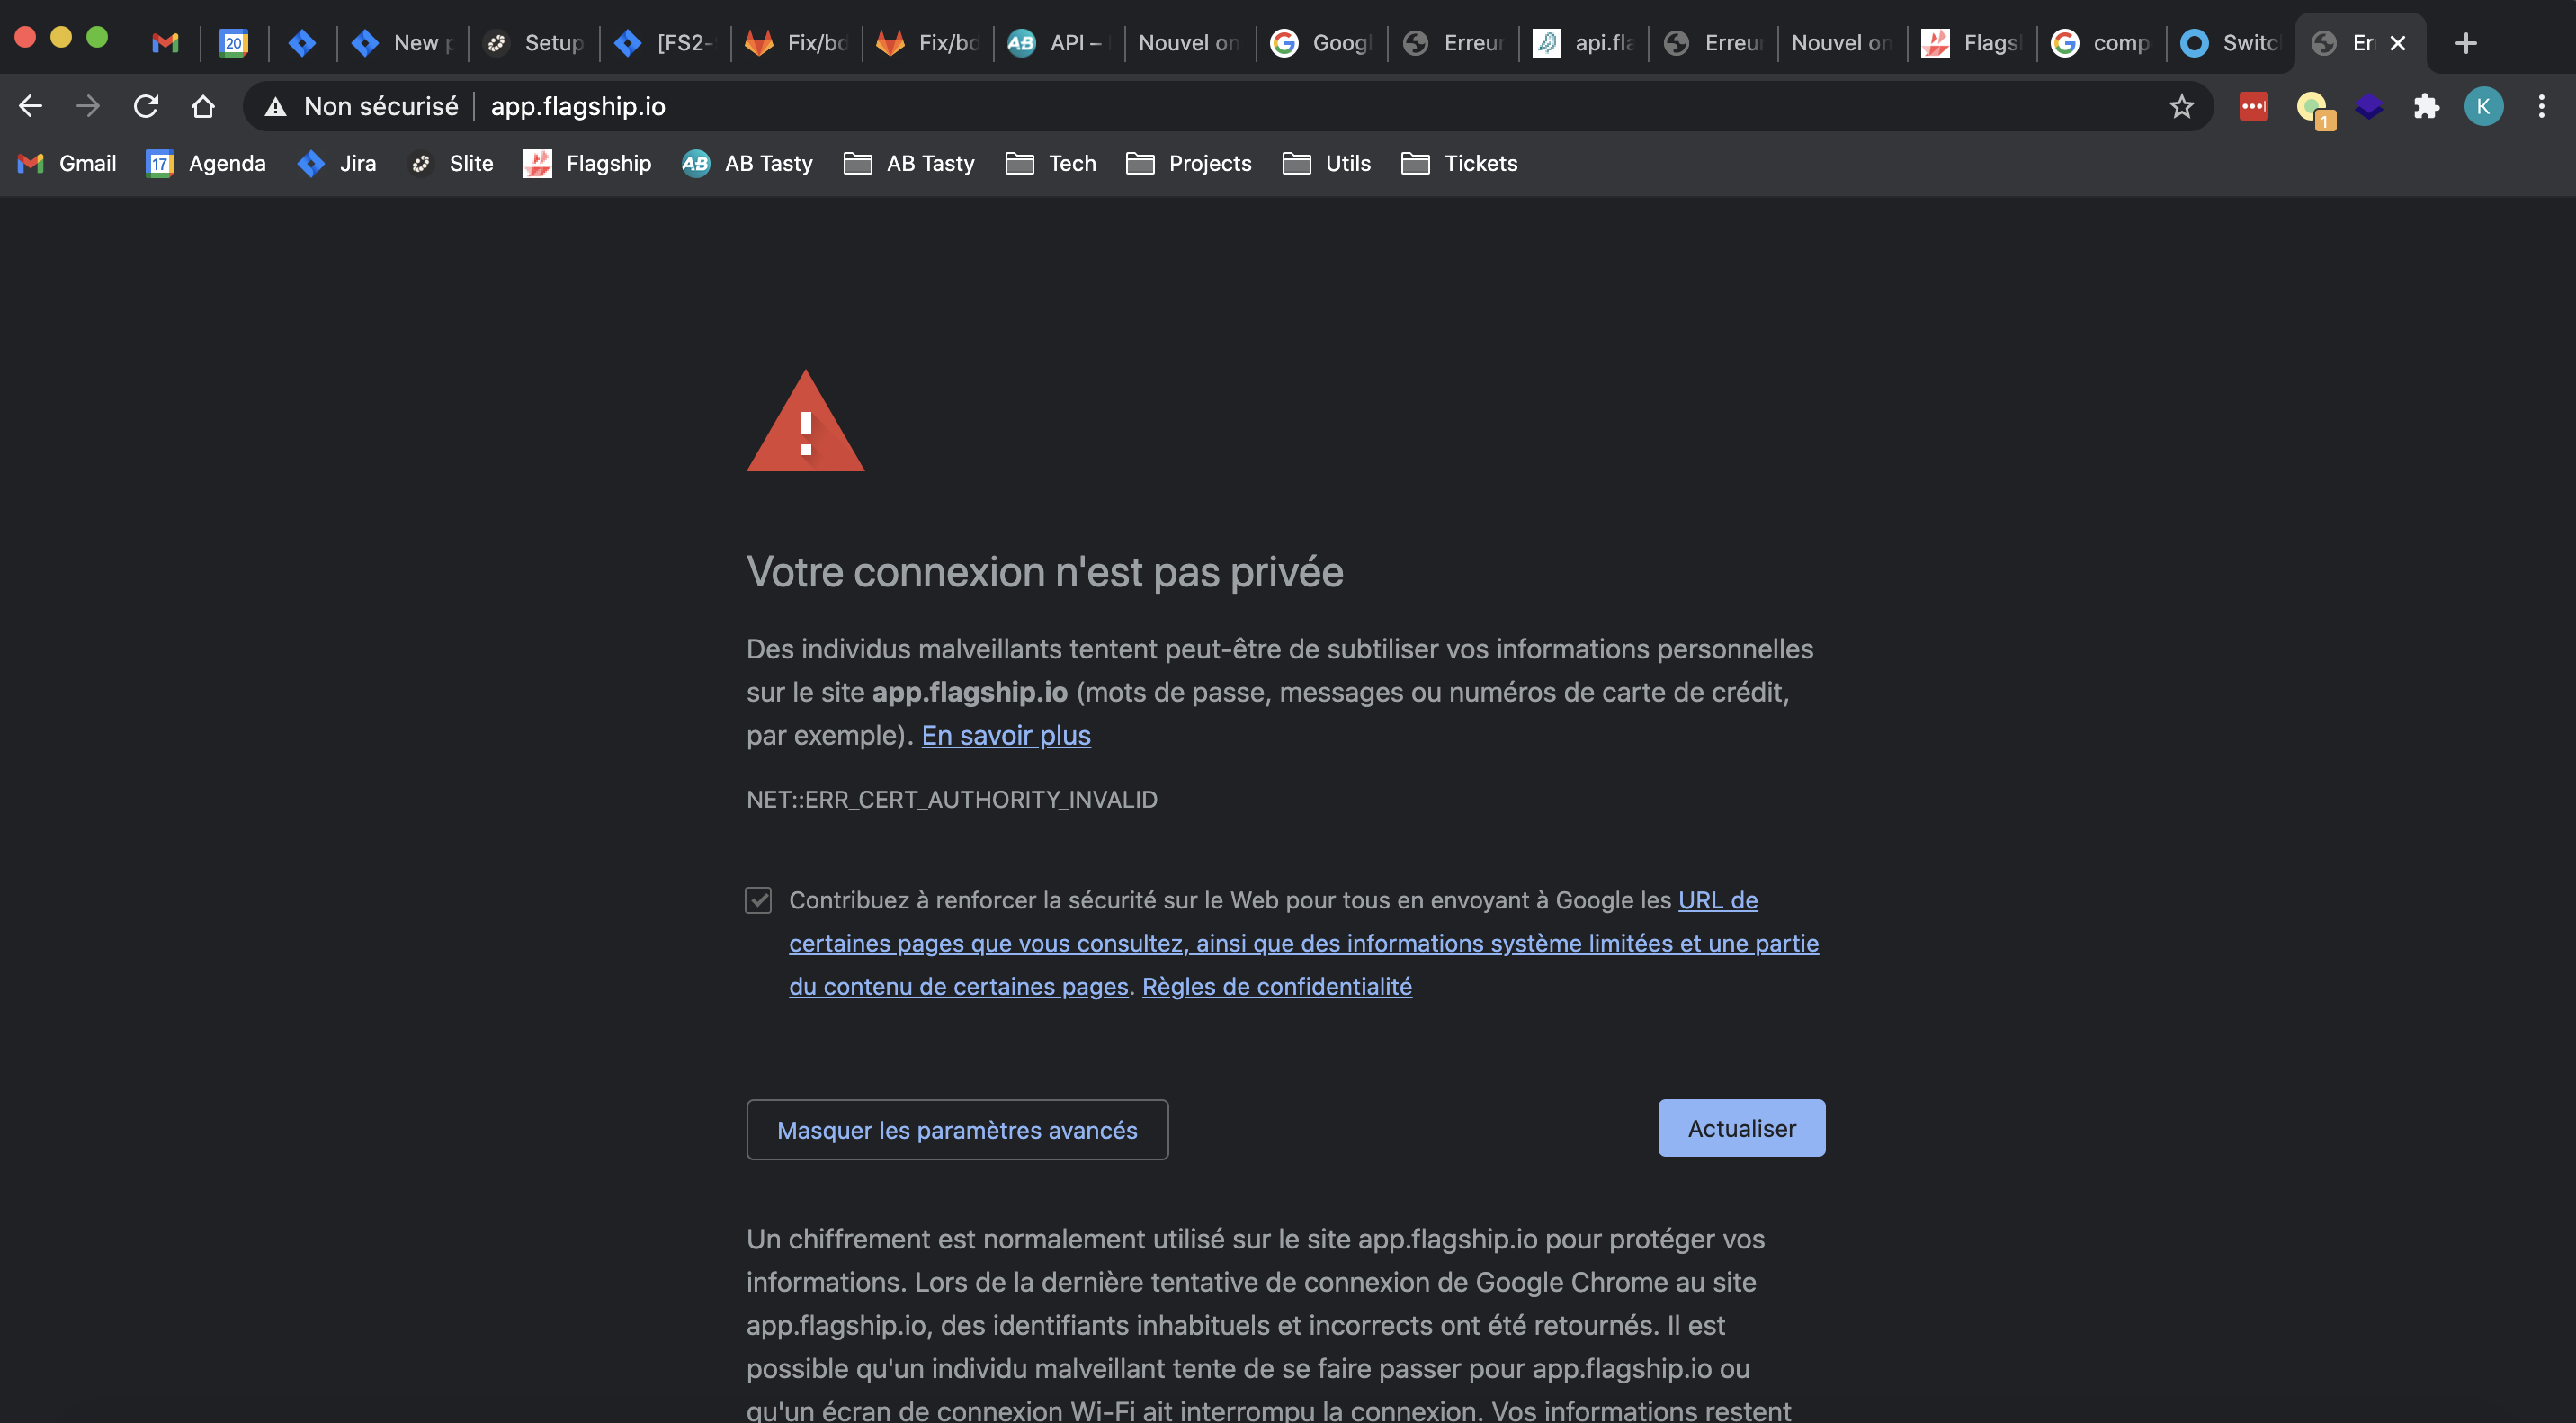 20
New
Setup
[FS2-
Fix/bd
Fix/bd
AB
API –
Nouvel on
Googl
Erreur
api.fla
Erreur
Nouvel on
Flags
comp
Switc
Er
Non sécurisé
app.flagship.io
1
K
Gmail
17
Agenda
Jira
Slite
Flagship
AB
AB Tasty
AB Tasty
Tech
Projects
Utils
Tickets
Votre connexion n'est pas privée
Des individus malveillants tentent peut-être de subtiliser vos informations personnelles
sur le site app.flagship.io (mots de passe, messages ou numéros de carte de crédit,
par exemple). En savoir plus
NET::ERR_CERT_AUTHORITY_INVALID
Contribuez à renforcer la sécurité sur le Web pour tous en envoyant à Google les URL de
certaines pages que vous consultez, ainsi que des informations système limitées et une partie
du contenu de certaines pages. Règles de confidentialité
Masquer les paramètres avancés
Actualiser
Un chiffrement est normalement utilisé sur le site app.flagship.io pour protéger vos
informations. Lors de la dernière tentative de connexion de Google Chrome au site
app.flagship.io, des identifiants inhabituels et incorrects ont été retournés. Il est
possible qu'un individu malveillant tente de se faire passer pour app.flagship.io ou
qu'un écran de connexion Wi-Fi ait interrompu la connexion. Vos informations restent